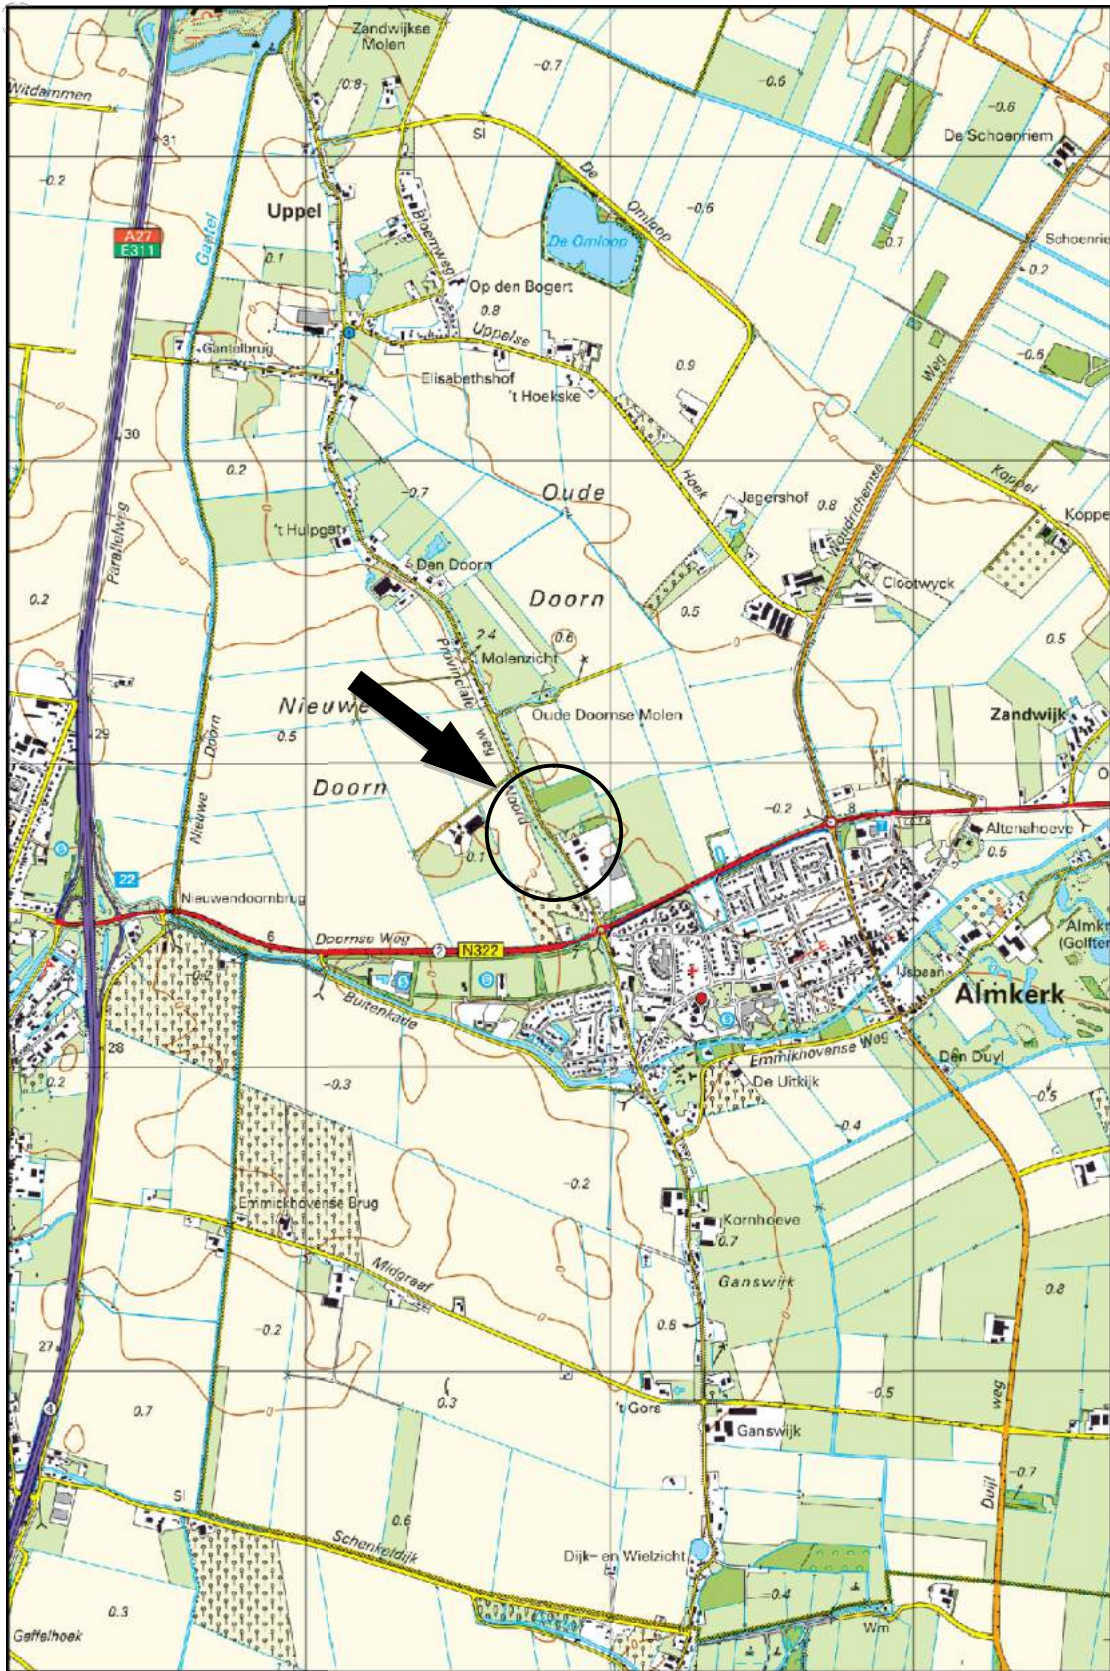 Zandwijkse
Molen
Witdammen
0.8
-0.7
-0.6
-0.6
31
Sl
De Schoenriem
-0.2
De
Omloop
-0.6
Uppel
Bloemweg
De Omloop
0.7
Schoenrie
A27
E311
Gantel
0.1
0.2
Op den Bogert
0.8
Uppelse
7
Gantelbrug
Elisabethshof
't Hoekske
0.9
-0.6
Weg
30
0.2
-0.7
Oude
Hoek
Jagershof
0.8
Koppel
Koppe
Woudrichemse
't Hulpgat
Den Doorn
Clootwyck
Parallelweg
0.2
Doorn
0.5
0
0.5
2.4
0.6
Provinciale
Molenzicht
Nieuwe
Oude Doornse Molen
Zandwijk
29
0.5
weg
Doorn
Doorn
Noord
-0.2
8
Nieuwe
-0.1
Altenahoeve
0.5
22
Nieuwendoornbrug
6
Doornse Weg
2
N322
Almk
(Golfter
-0.2
IJsbaan
Almkerk
Buitenkade
28
Emmikhovense Weg
Den Duyl
0.2
-0.3
De Uitkijk
-0.5
-0.4
-0.2
Emmickhovense Brug
Kornhoeve
0.7
Midgraaf
Ganswijk
0.8
-0.2
0.8
27
0.3
-0.5
0.7
't Gors
Ganswijk
weg
4
-0.7
Sl
0.6
Duijl
Schenkeldijk
Dijk- en Wielzicht
-0.4
0.3
Wm
Geffelhoek